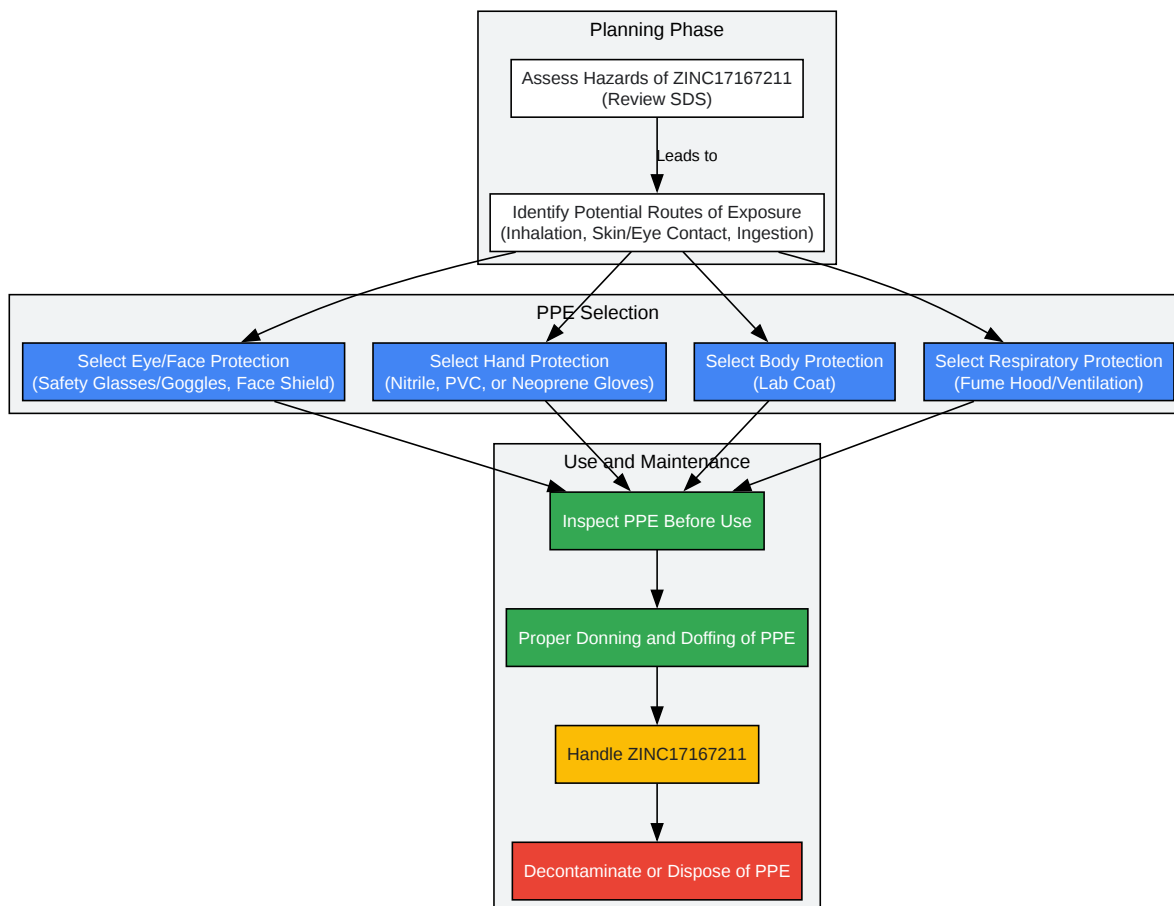 Planning Phase
Assess Hazards of ZINC17167211
(Review SDS)
Leads to
Identify Potential Routes of Exposure
(Inhalation, Skin/Eye Contact, Ingestion)
PPE Selection
Select Eye/Face Protection
(Safety Glasses/Goggles, Face Shield)
Select Hand Protection
(Nitrile, PVC, or Neoprene Gloves)
Select Body Protection
(Lab Coat)
Select Respiratory Protection
(Fume Hood/Ventilation)
Use and Maintenance
Inspect PPE Before Use
Proper Donning and Doffing of PPE
Handle ZINC17167211
Decontaminate or Dispose of PPE